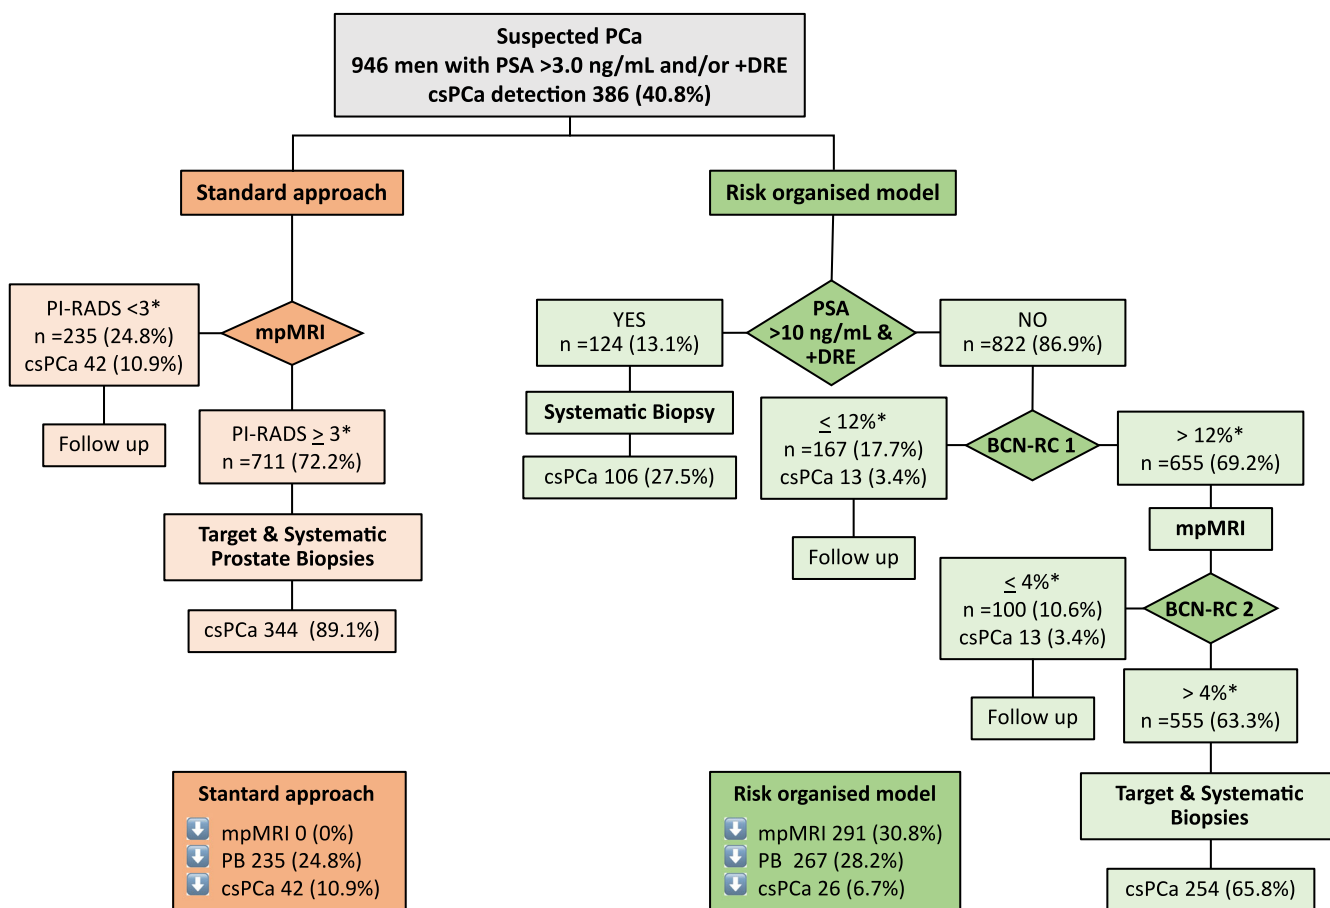 Suspected PCa
946 men with PSA >3.0 ng/mL and/or +DRE
csPCa detection 386 (40.8%)
Standard approach
Risk organised model
PI-RADS <3*
n =235 (24.8%)
csPCa 42 (10.9%)
mpMRI
Follow up
PI-RADS ≥ 3*
n =711 (72.2%)
Target & Systematic
Prostate Biopsies
csPCa 344 (89.1%)
YES
n =124 (13.1%)
PSA
>10 ng/mL &
+DRE
NO
n =822 (86.9%)
Systematic Biopsy
csPCa 106 (27.5%)
≤ 12%*
n =167 (17.7%)
csPCa 13 (3.4%)
BCN-RC 1
> 12%*
n =655 (69.2%)
Follow up
mpMRI
≤ 4%*
n =100 (10.6%)
csPCa 13 (3.4%)
BCN-RC 2
Follow up
> 4%*
n =555 (63.3%)
Target & Systematic
Biopsies
csPCa 254 (65.8%)
Stantard approach
mpMRI 0 (0%)
PB 235 (24.8%)
csPCa 42 (10.9%)
Risk organised model
mpMRI 291 (30.8%)
PB 267 (28.2%)
csPCa 26 (6.7%)